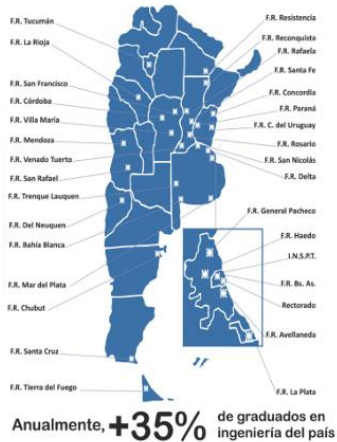 F.R. Tucumán
F.R. La Rioja
F.R. San Francisco
F.R. Córdoba
F.R. Villa María
F.R. Mendoza
F.R. Venado Tuerta
F.R. San Rafael
F.R. Trenque Lauquen
F.R. Del Neuquen
F.R. Bahía Blanca
F.R. Mar del Plata
F.R. Chubut
F.R. Santa Cruz
F.R. Tierra del Fuego
F.R. Resistencia
F.R. Reconquista
F.R. Rafaela
F.R. Santa Fe
F.R. Concordia
F.R. Paraná
F.R. C. del Uruguay
F.R. Rosario
F.R. San Nicolás
F.R. Delta
F.R. General Pacheco
F.R. Haedo
I.N.S.P.T.
F.R. Bs. As.
Rectorado
F.R. Avellaneda
F.R. La Plata
Anualmente, +35% de graduados en
ingeniería del país